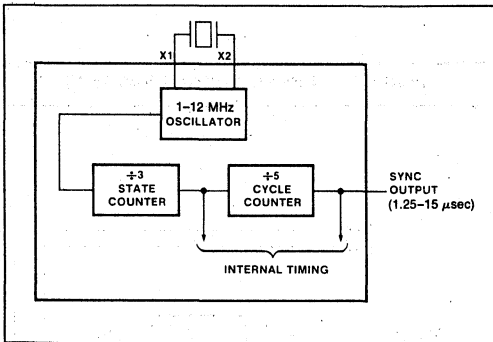 X1 X2
1–12 MHz
OSCILLATOR
÷3
STATE
COUNTER
÷5
CYCLE
COUNTER
SYNC
OUTPUT
(1.25–15 μsec)
INTERNAL TIMING